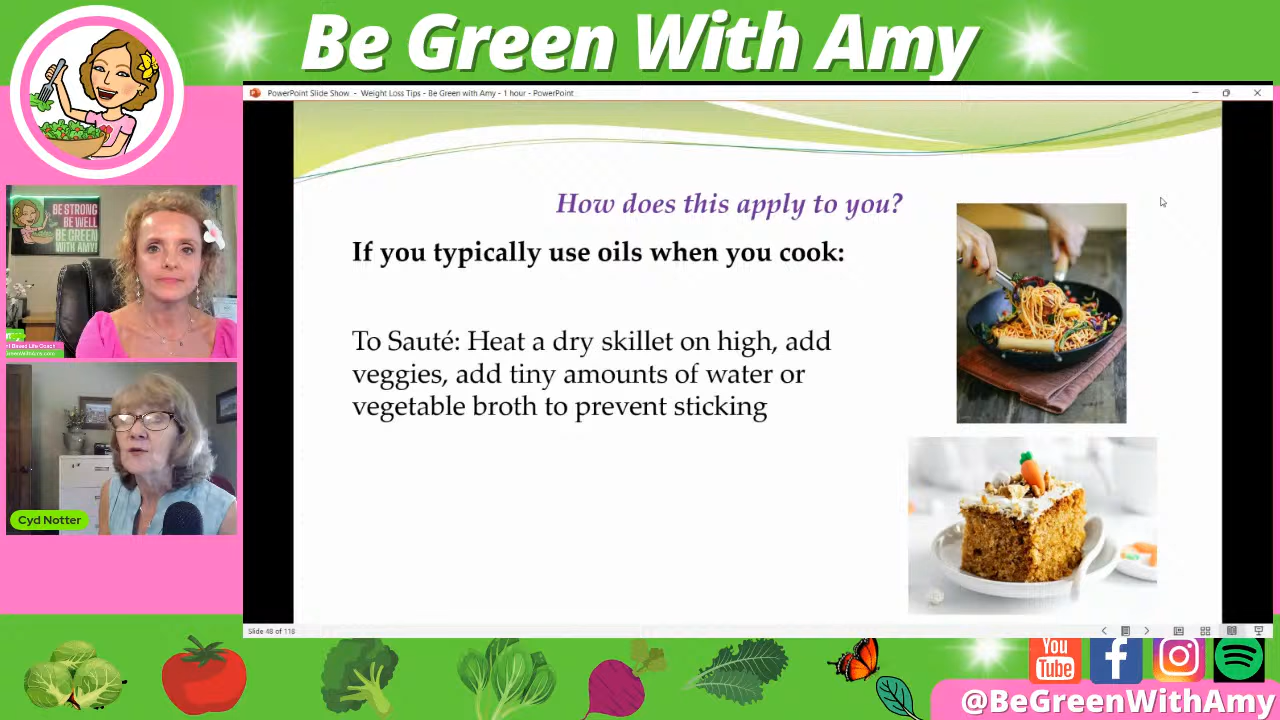 Be Green With Amy
PowerPoint Slide Show - Weight Loss Tips - Be Green with Amy - 1 hour - PowerPoint
BE STRONG
BE WELL
BE GREEN
WITH AMY!
Cyd Notter
How does this apply to you?
If you typically use oils when you cook:
To Sauté: Heat a dry skillet on high, add
veggies, add tiny amounts of water or
vegetable broth to prevent sticking
Slide 48 of 118
You
Tube
@BeGreenWithAmy